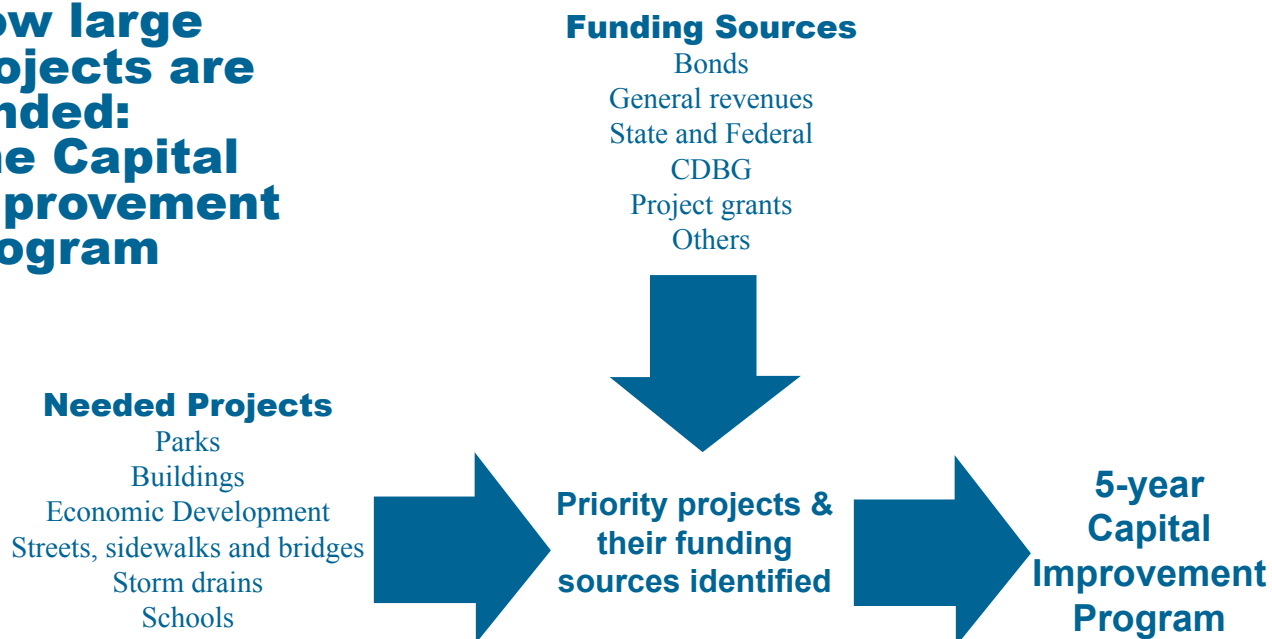 ow large
ojects are
nded:
e Capital
provement
ogram
Funding Sources
Bonds
General revenues
State and Federal
CDBG
Project grants
Others
Needed Projects
Parks
Buildings
Economic Development
Streets, sidewalks and bridges
Storm drains
Schools
Priority projects &
their funding
sources identified
5-year
Capital
Improvement
Program